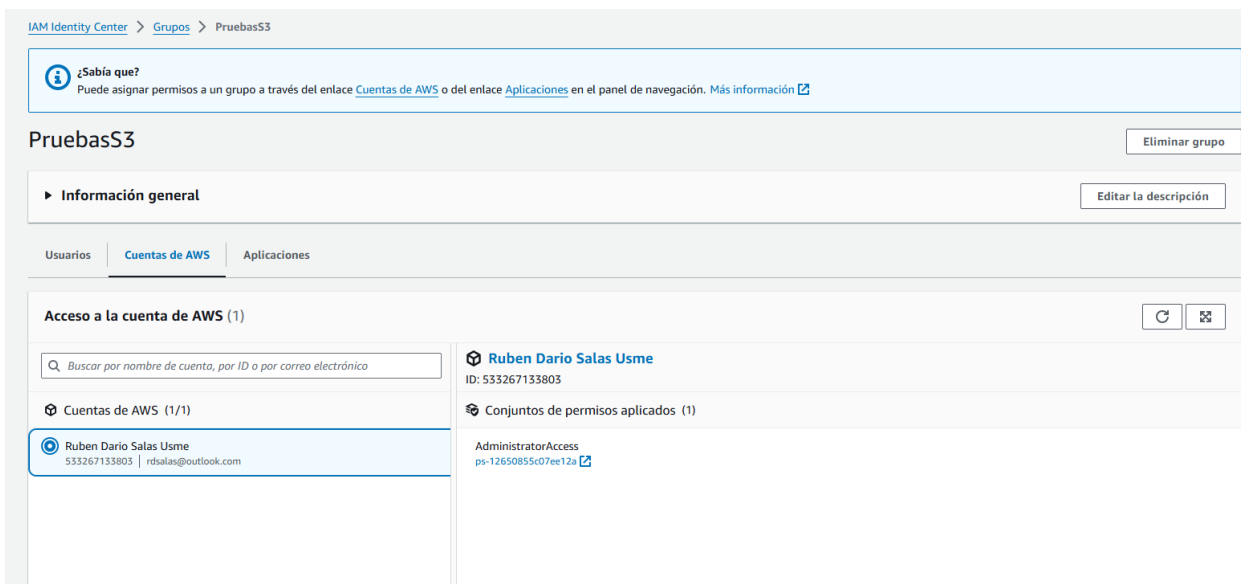 IAM Identity Center > Grupos > PruebasS3
¿Sabía que?
Puede asignar permisos a un grupo a través del enlace Cuentas de AWS o del enlace Aplicaciones en el panel de navegación. Más información
PruebasS3
Eliminar grupo
Información general
Editar la descripción
Usuarios
Cuentas de AWS
Aplicaciones
Acceso a la cuenta de AWS (1)
Buscar por nombre de cuenta, por ID o por correo electrónico
Cuentas de AWS (1/1)
Ruben Dario Salas Usme
533267133803 | rdsalas@outlook.com
Ruben Dario Salas Usme
ID: 533267133803
Conjuntos de permisos aplicados (1)
AdministratorAccess
ps-12650855c07ee12a